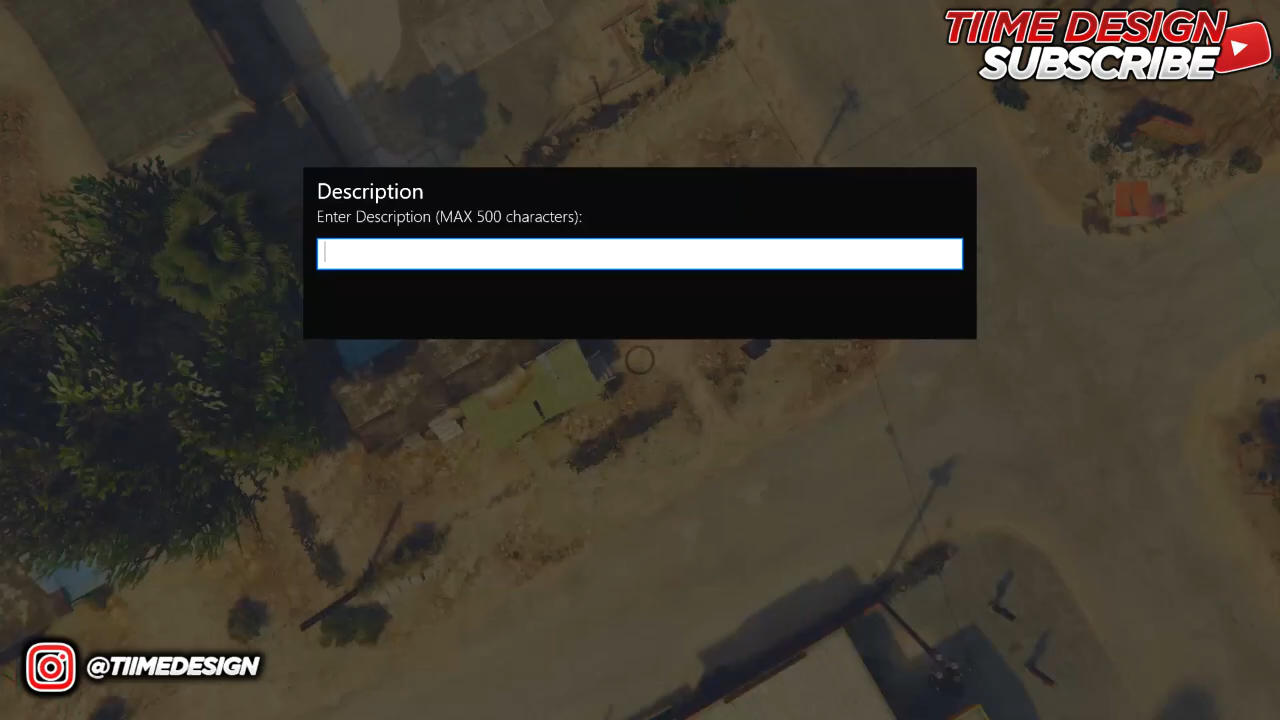 TIIME DESIGN
SUBSCRIBE
Description
Enter Description (MAX 500 characters):
@TIIMEDESIGN